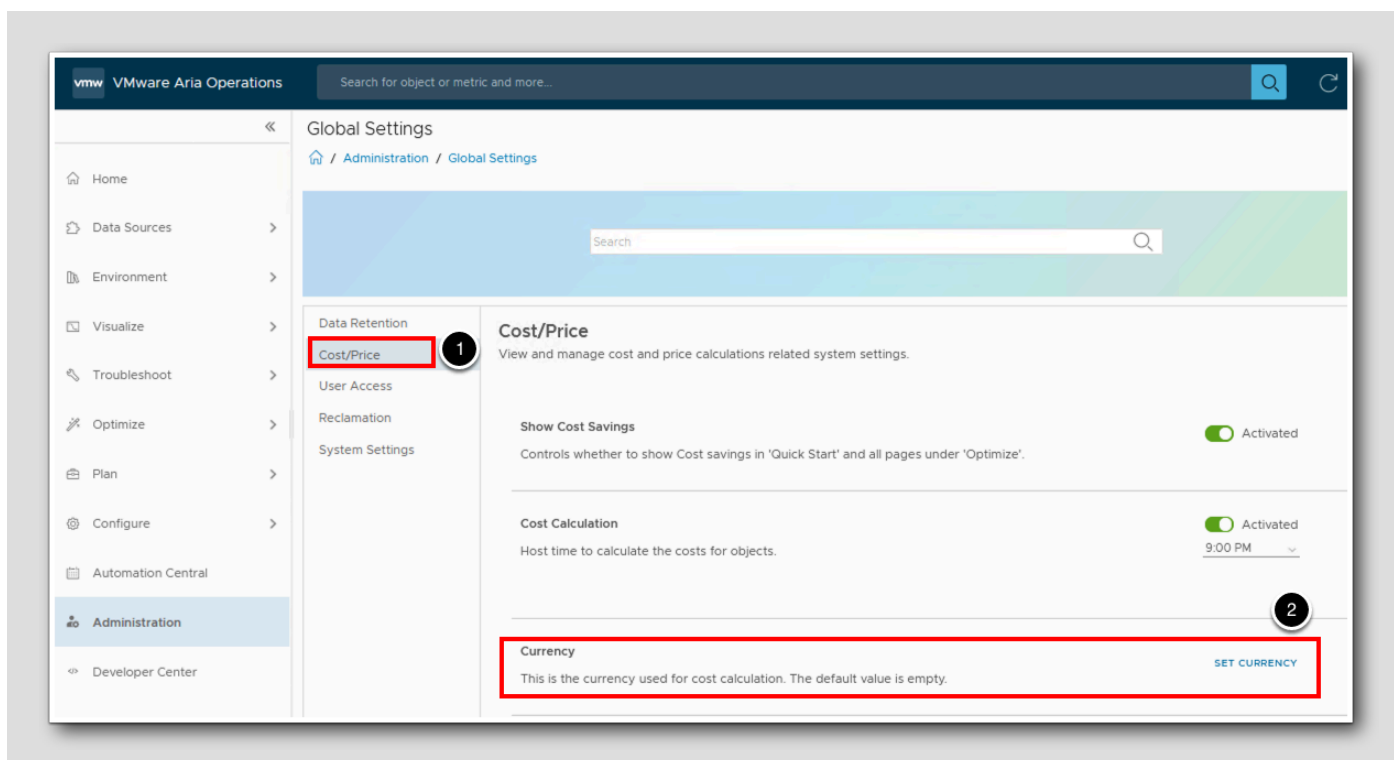 vmw VMware Aria Operations
Search for object or metric and more...
Global Settings
/ Administration / Global Settings
Home
Data Sources
Environment
Visualize
Troubleshoot
Optimize
Plan
Configure
Automation Central
Administration
Developer Center
Search
Data Retention
Cost/Price
1
User Access
Reclamation
System Settings
Cost/Price
View and manage cost and price calculations related system settings.
Show Cost Savings
Activated
Controls whether to show Cost savings in 'Quick Start' and all pages under 'Optimize'.
Cost Calculation
Activated
Host time to calculate the costs for objects.
9:00 PM
2
Currency
SET CURRENCY
This is the currency used for cost calculation. The default value is empty.